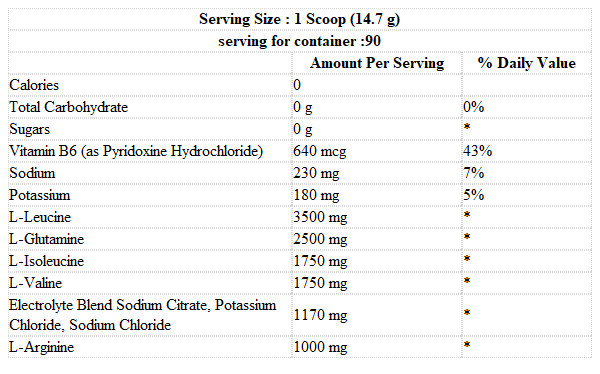 Serving Size : 1 Scoop (14.7 g)
serving for container :90
Amount Per Serving % Daily Value
Calories 0
Total Carbohydrate 0 g 0%
Sugars 0 g *
Vitamin B6 (as Pyridoxine Hydrochloride) 640 mcg 43%
Sodium 230 mg 7%
Potassium 180 mg 5%
L-Leucine 3500 mg *
L-Glutamine 2500 mg *
L-Isoleucine 1750 mg *
L-Valine 1750 mg *
Electrolyte Blend Sodium Citrate, Potassium
Chloride, Sodium Chloride 1170 mg *
L-Arginine 1000 mg *